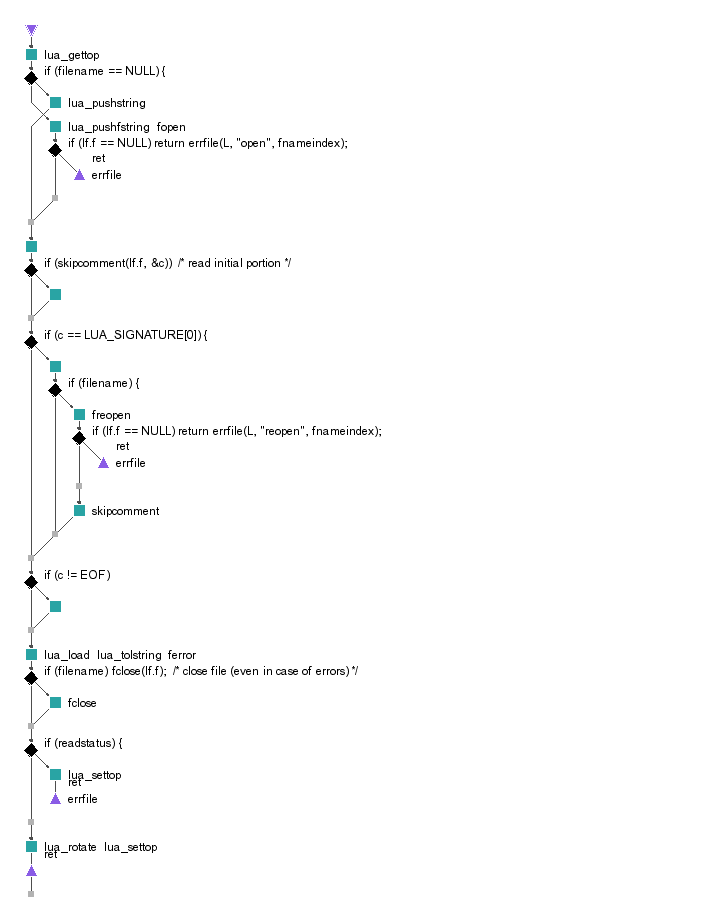 lua_gettop
if (filename == NULL) {
lua_pushstring
lua_pushfstring fopen
if (lf.f == NULL) return errfile(L, "open", fnameindex);
ret
errfile
if (skipcomment(lf.f, &c)) /* read initial portion */
if (c == LUA_SIGNATURE[0]) {
if (filename) {
freopen
if (lf.f == NULL) return errfile(L, "reopen", fnameindex);
ret
errfile
skipcomment
if (c != EOF)
lua_load lua_tolstring ferror
if (filename) fclose(lf.f); /* close file (even in case of errors) */
fclose
if (readstatus) {
lua_settop
ret
errfile
lua_rotate lua_settop
ret